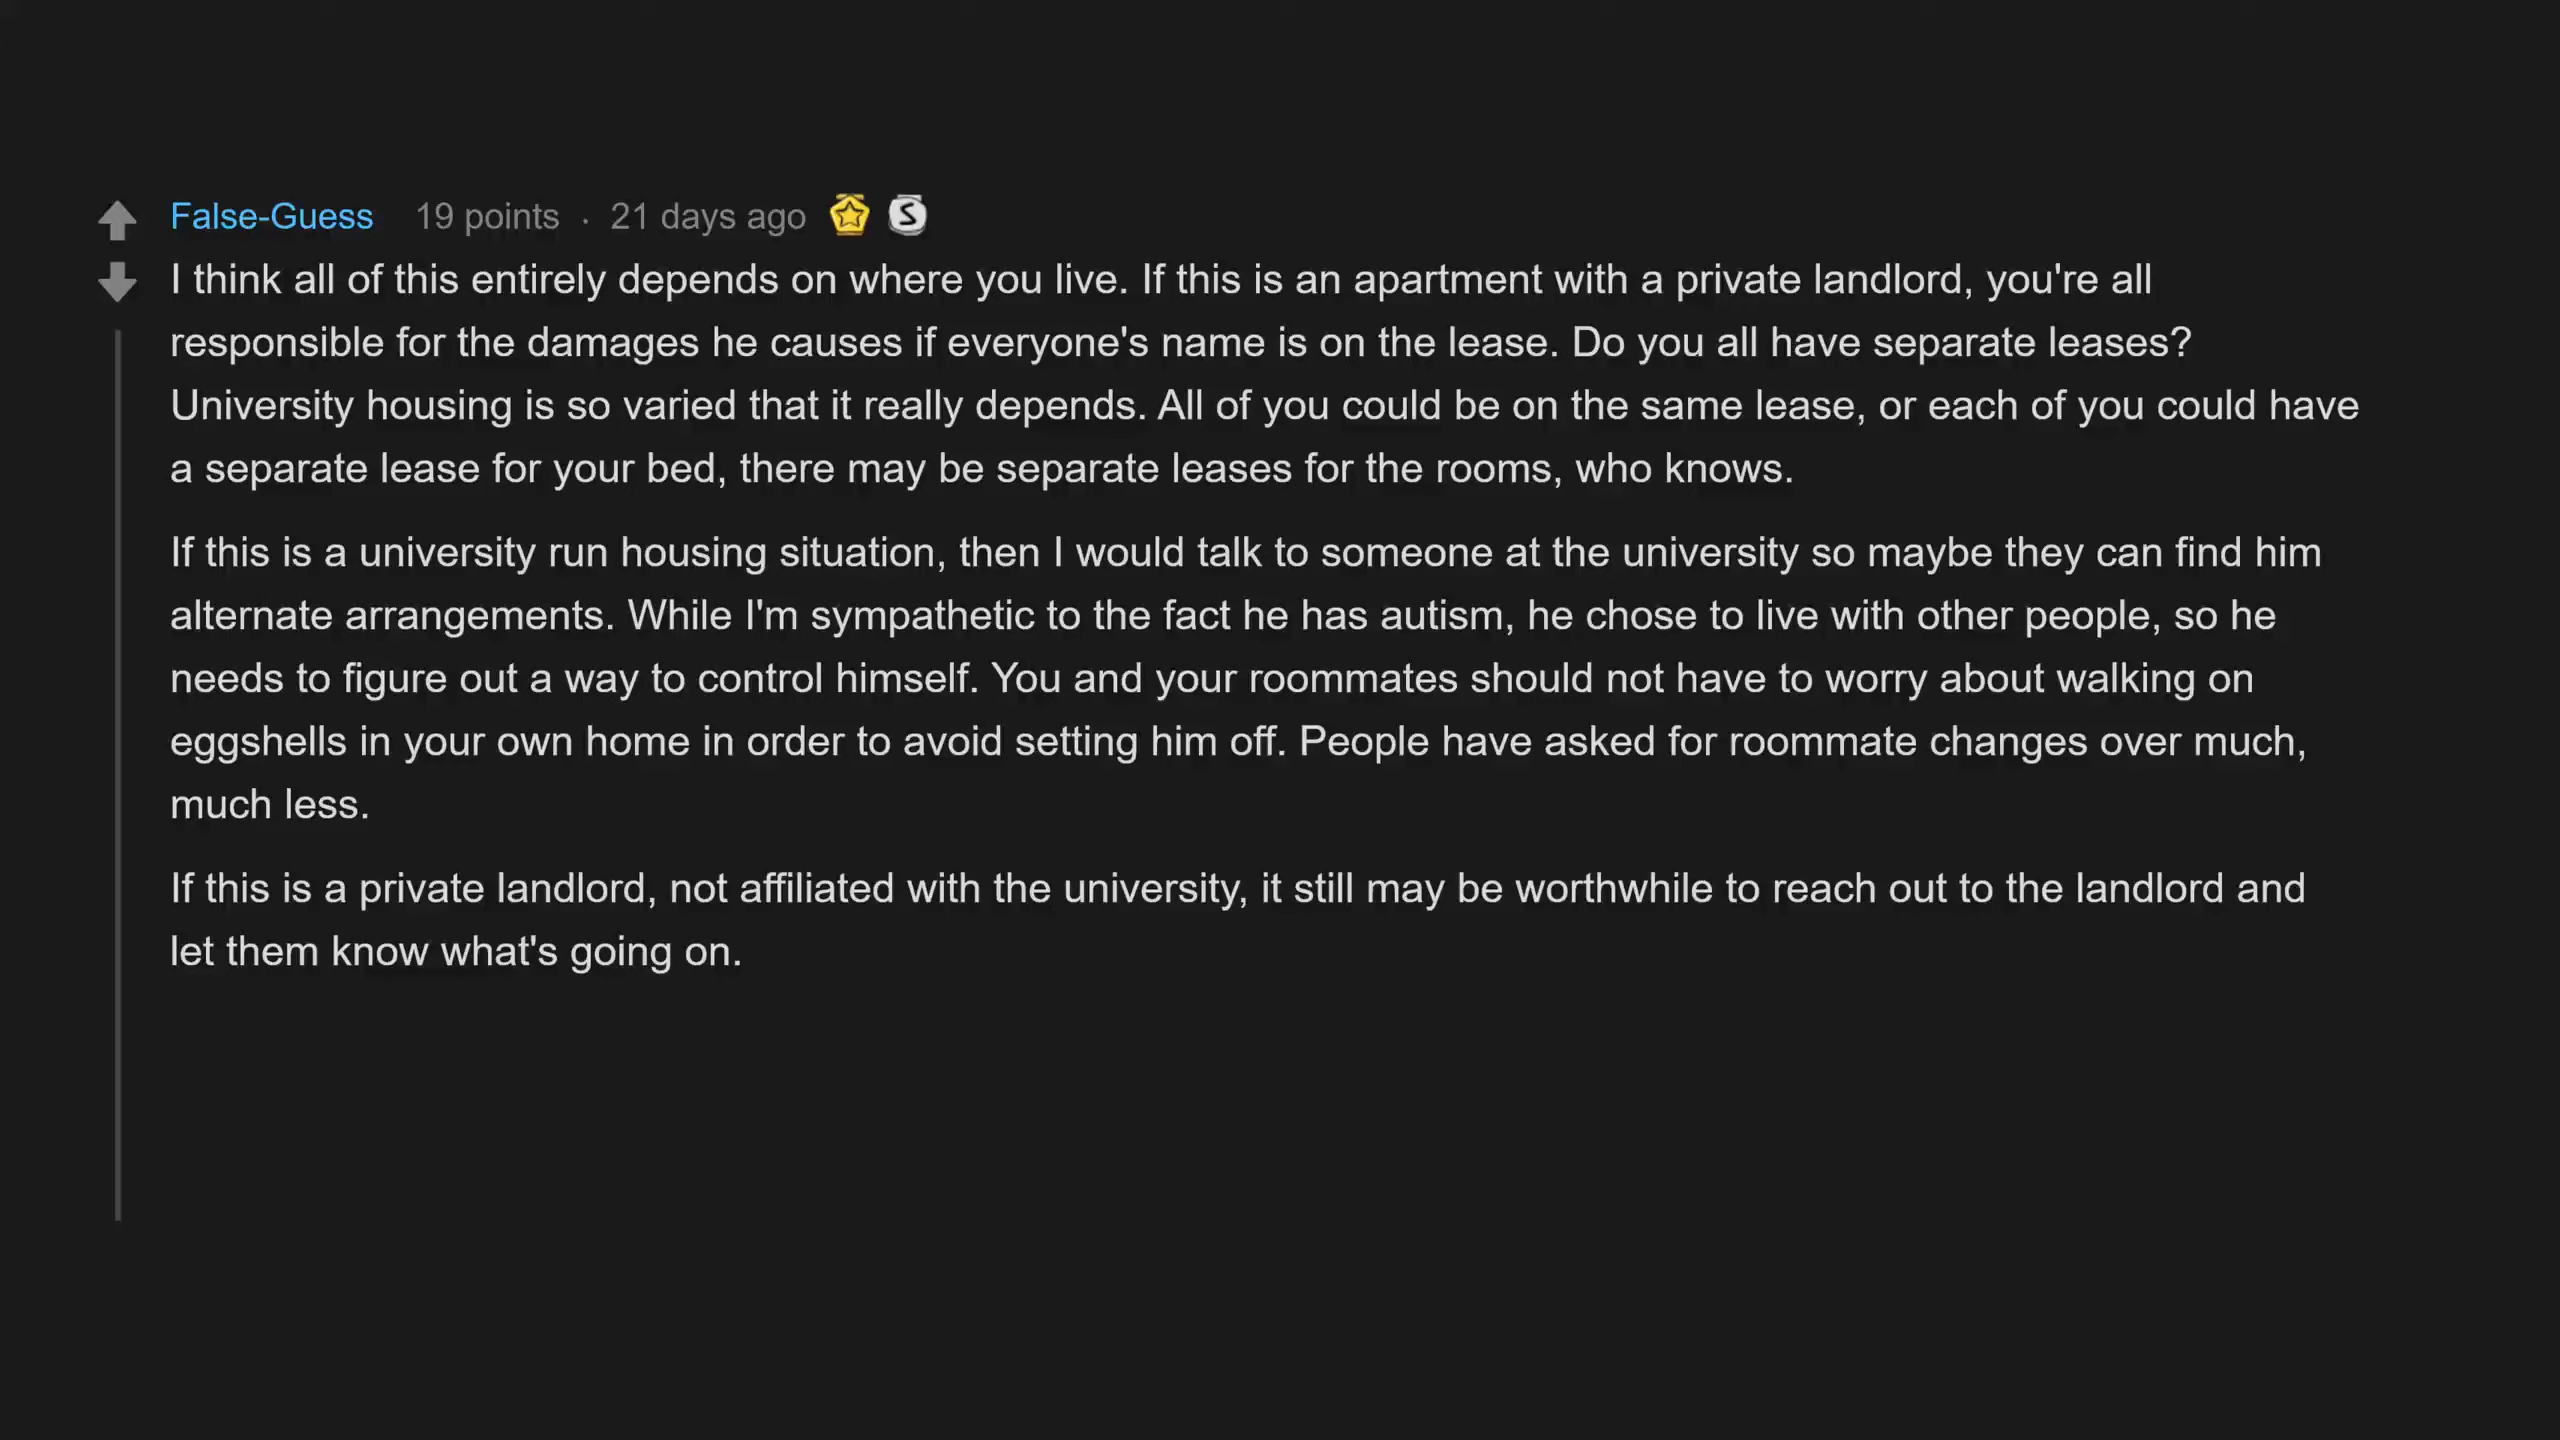 False-Guess 19 points · 21 days ago S
I think all of this entirely depends on where you live. If this is an apartment with a private landlord, you're all
responsible for the damages he causes if everyone's name is on the lease. Do you all have separate leases?
University housing is so varied that it really depends. All of you could be on the same lease, or each of you could have
a separate lease for your bed, there may be separate leases for the rooms, who knows.
If this is a university run housing situation, then I would talk to someone at the university so maybe they can find him
alternate arrangements. While I'm sympathetic to the fact he has autism, he chose to live with other people, so he
needs to figure out a way to control himself. You and your roommates should not have to worry about walking on
eggshells in your own home in order to avoid setting him off. People have asked for roommate changes over much,
much less.
If this is a private landlord, not affiliated with the university, it still may be worthwhile to reach out to the landlord and
let them know what's going on.